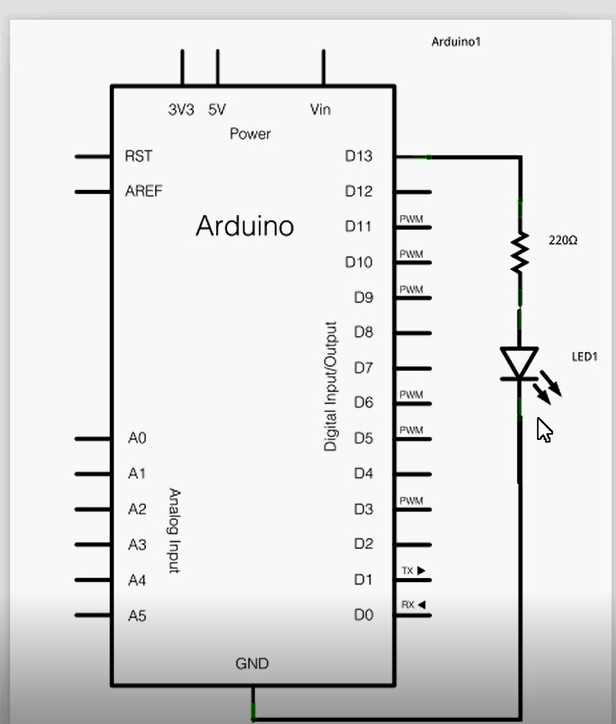 Arduino1
3V3 5V Vin
Power
RST
AREF
Arduino
D13
D12
D11 PWM
D10 PWM
D9 PWM
D8
D7
D6 PWM
D5 PWM
D4
D3 PWM
D2
D1 TX
D0 RX
Digital Input/Output
A0
A1
A2
A3
A4
A5
Analog Input
GND
220Ω
LED1